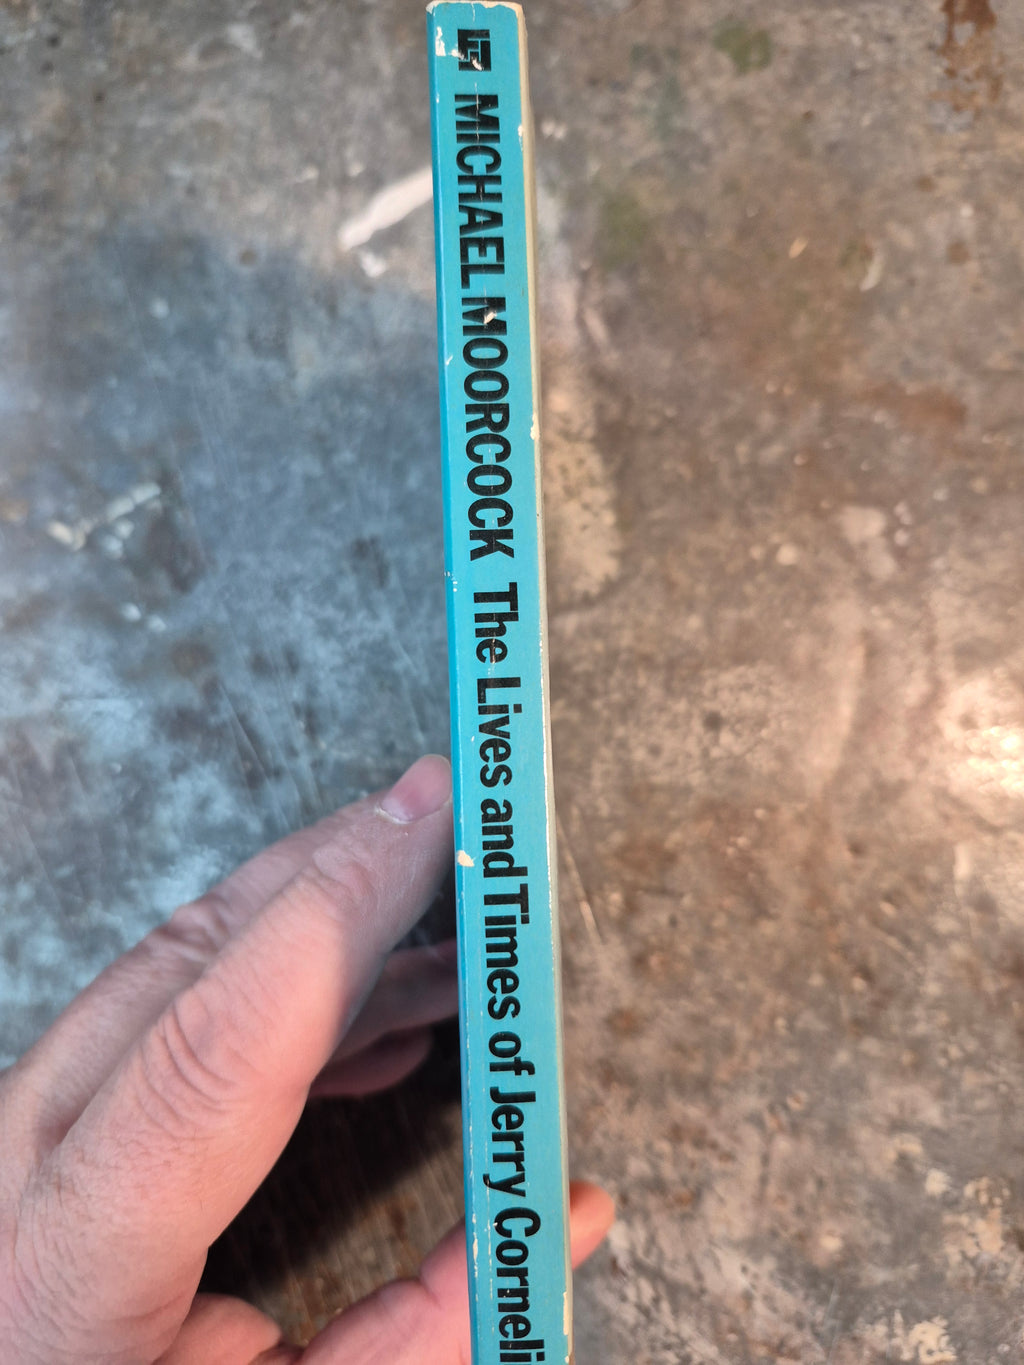 MICHAEL MOORCOCK The Lives and Times of Jerry Corneli